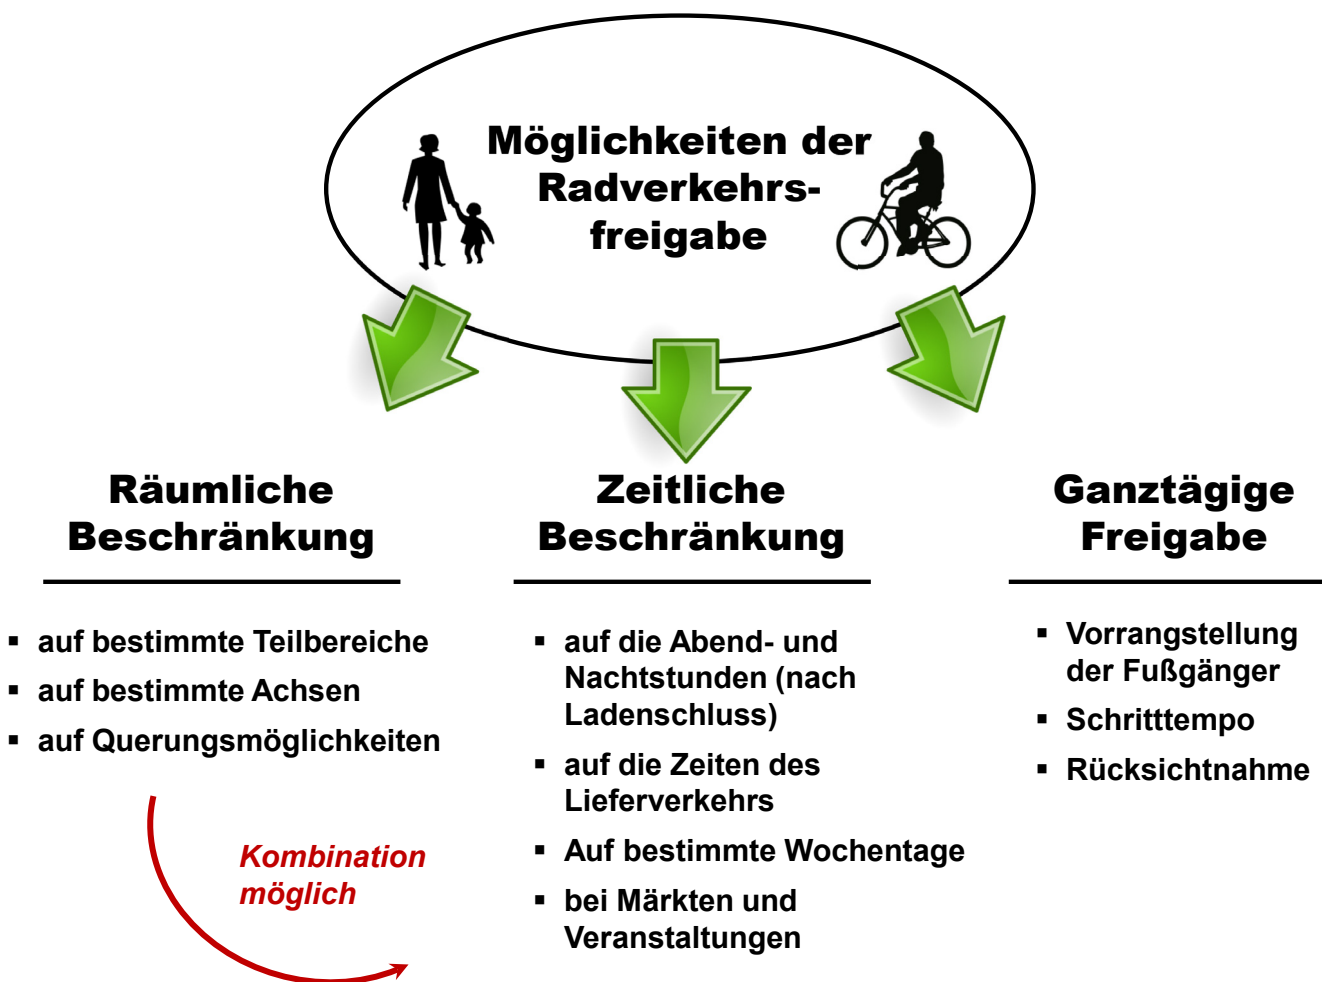 Möglichkeiten der
Radverkehrs-
freigabe
Räumliche
Beschränkung
▪ auf bestimmte Teilbereiche
▪ auf bestimmte Achsen
▪ auf Querungsmöglichkeiten
Kombination
möglich
Zeitliche
Beschränkung
▪ auf die Abend- und
Nachtstunden (nach
Ladenschluss)
▪ auf die Zeiten des
Lieferverkehrs
▪ Auf bestimmte Wochentage
▪ bei Märkten und
Veranstaltungen
Ganztägige
Freigabe
▪ Vorrangstellung
der Fußgänger
▪ Schritttempo
▪ Rücksichtnahme